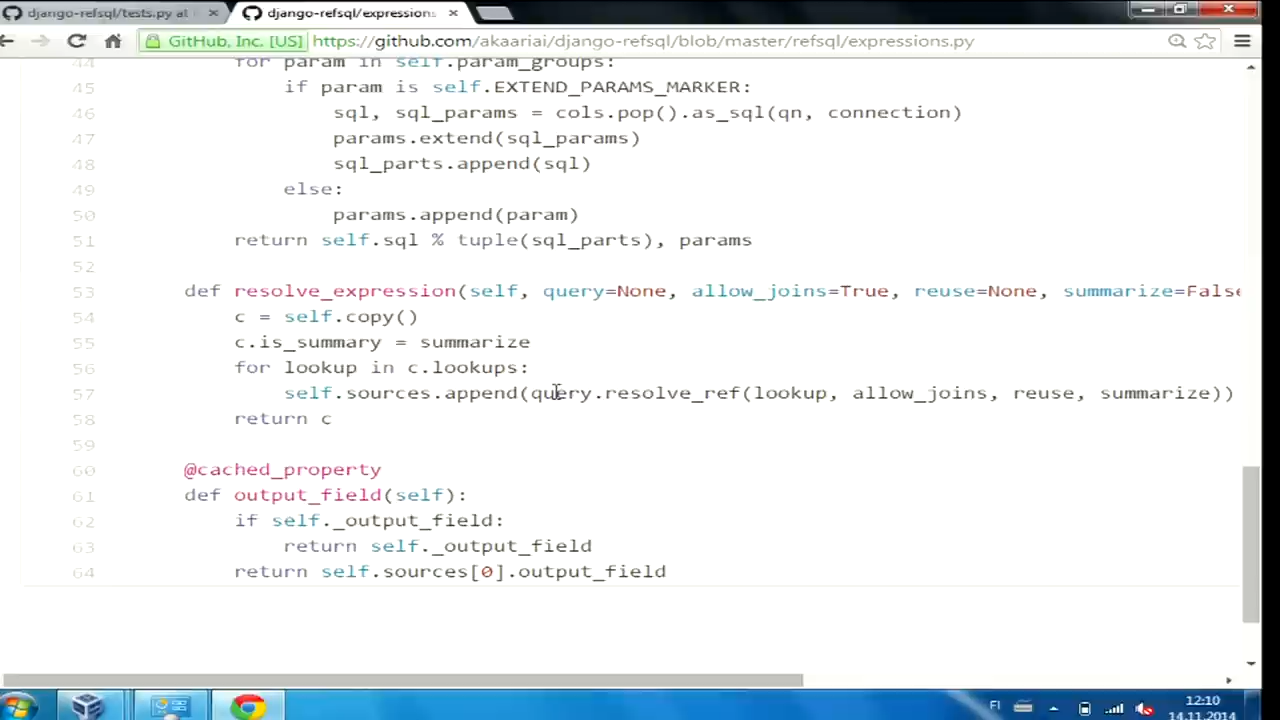 django-refsql/tests.py at
django-refsql/expressions
GitHub, Inc. [US] https://github.com/akaariai/django-refsql/blob/master/refsql/expressions.py
44 for param in self.param_groups:
45 if param is self.EXTEND_PARAMS_MARKER:
46 sql, sql_params = cols.pop().as_sql(qn, connection)
47 params.extend(sql_params)
48 sql_parts.append(sql)
49 else:
50 params.append(param)
51 return self.sql % tuple(sql_parts), params
52
53 def resolve_expression(self, query=None, allow_joins=True, reuse=None, summarize=False
54 c = self.copy()
55 c.is_summary = summarize
56 for lookup in c.lookups:
57 self.sources.append(query.resolve_ref(lookup, allow_joins, reuse, summarize))
58 return c
59
60 @cached_property
61 def output_field(self):
62 if self._output_field:
63 return self._output_field
64 return self.sources[0].output_field
FI
12:10
14.11.2014